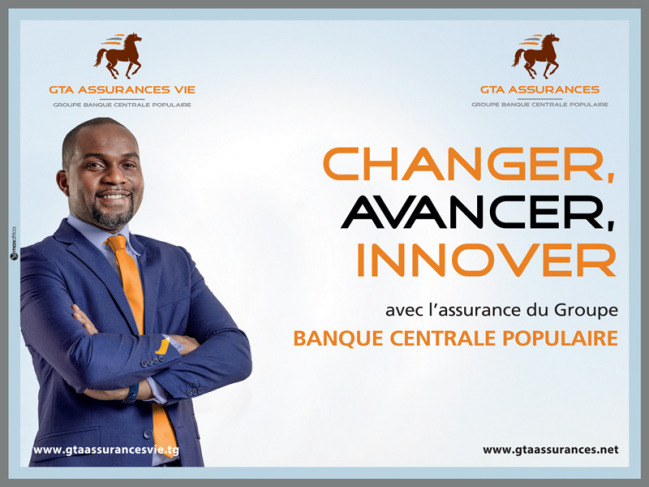 GTA ASSURANCES VIE
GROUPE BANQUE CENTRALE POPULAIRE
GTA ASSURANCES
GROUPE BANQUE CENTRALE POPULAIRE
CHANGER,
AVANCER,
INNOVER
avec l'assurance du Groupe
BANQUE CENTRALE POPULAIRE
www.gtaassurancesvie.tg
www.gtaassurances.net